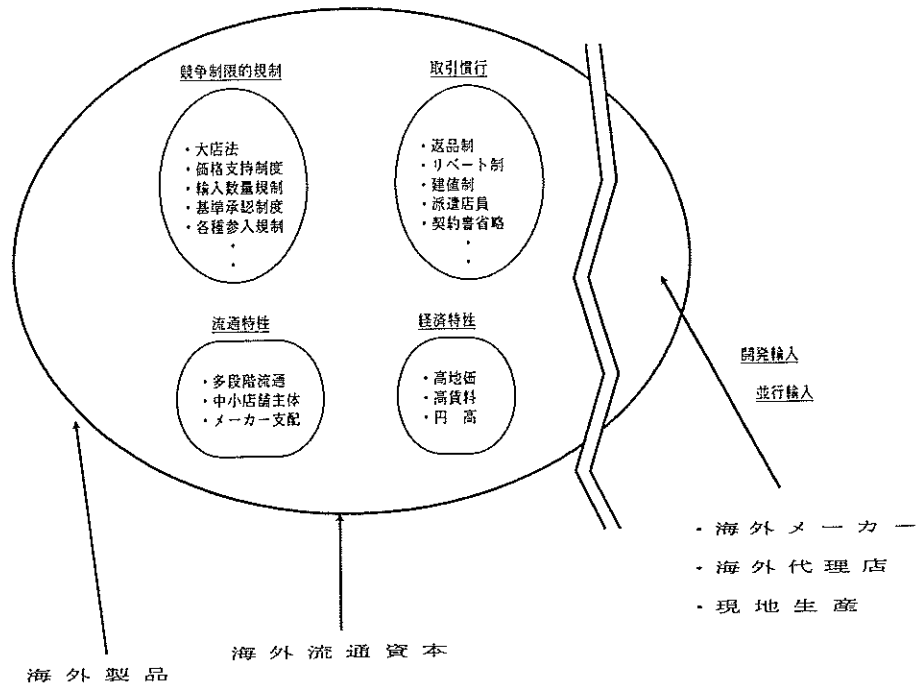 競争制限的規制
・大店法
・価格支持制度
・輸入数量規制
・基準承認制度
・各種参入規制
・
・
取引慣行
・返品制
・リベート制
・建値制
・派遣店員
・契約書省略
・
・
流通特性
・多段階流通
・中小店舗主体
・メーカー支配
経済特性
・高地価
・高賃料
・円　高
開発輸入
並行輸入
・海外メーカー
・海外代理店
・現地生産
海外流通資本
海外製品